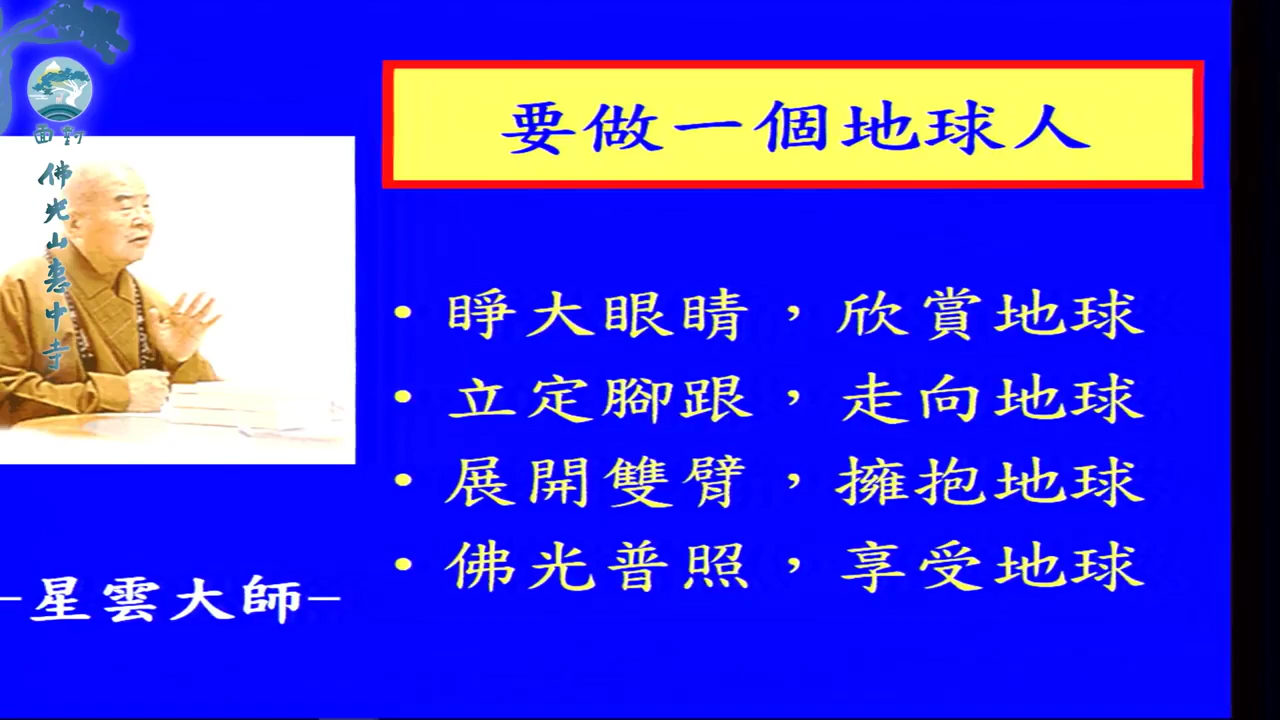 面對
佛光山惠中寺
要做一個地球人
• 睜大眼睛，欣賞地球
• 立定腳跟，走向地球
• 展開雙臂，擁抱地球
• 佛光普照，享受地球
–星雲大師–